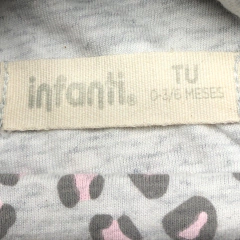 infanti® TU
0-3/6 MESES